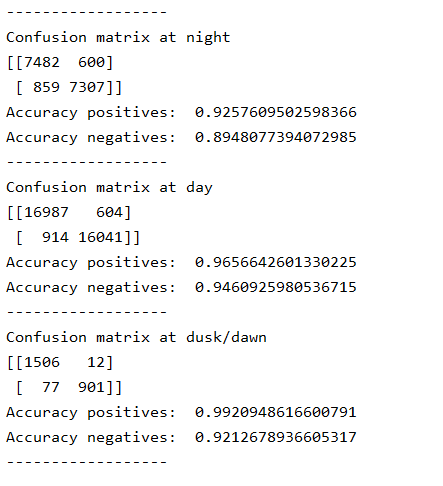 ------------------
Confusion matrix at night
[[7482  600]
 [ 859 7307]]
Accuracy positives:  0.9257609502598366
Accuracy negatives:  0.8948077394072985
------------------
Confusion matrix at day
[[16987   604]
 [  914 16041]]
Accuracy positives:  0.9656642601330225
Accuracy negatives:  0.9460925980536715
------------------
Confusion matrix at dusk/dawn
[[1506   12]
 [  77  901]]
Accuracy positives:  0.9920948616600791
Accuracy negatives:  0.9212678936605317
------------------